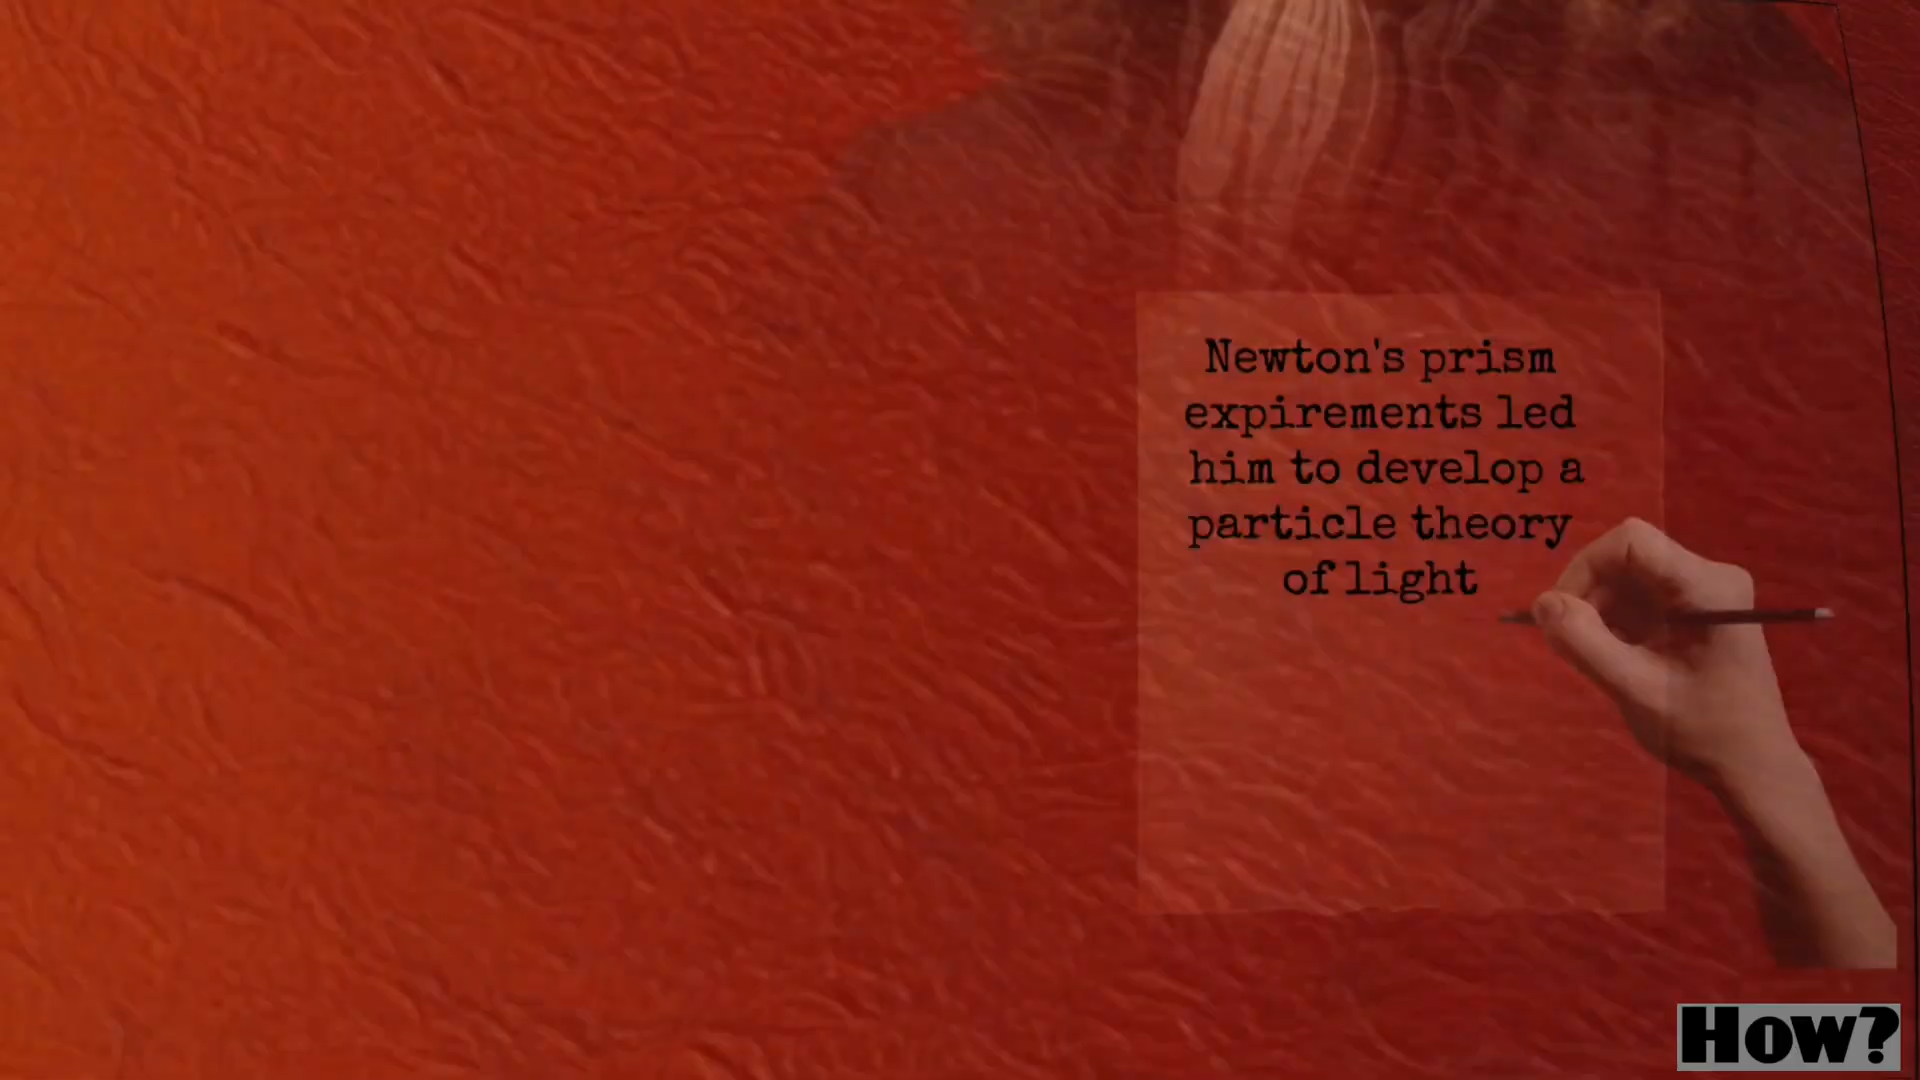 Newton's prism
expirements led
him to develop a
particle theory
of light
How?